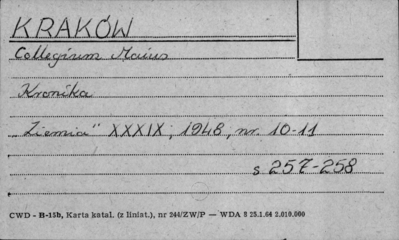 KRAKÓW
Collegium Maius
Kronika
„Ziemia" XXXIX, 1948, nr. 10-11
s 257-258
CWD - B-15b, Karta katal. (z liniat.), nr 244/ZW/P — WDA 8 25.1.64 2.010.000